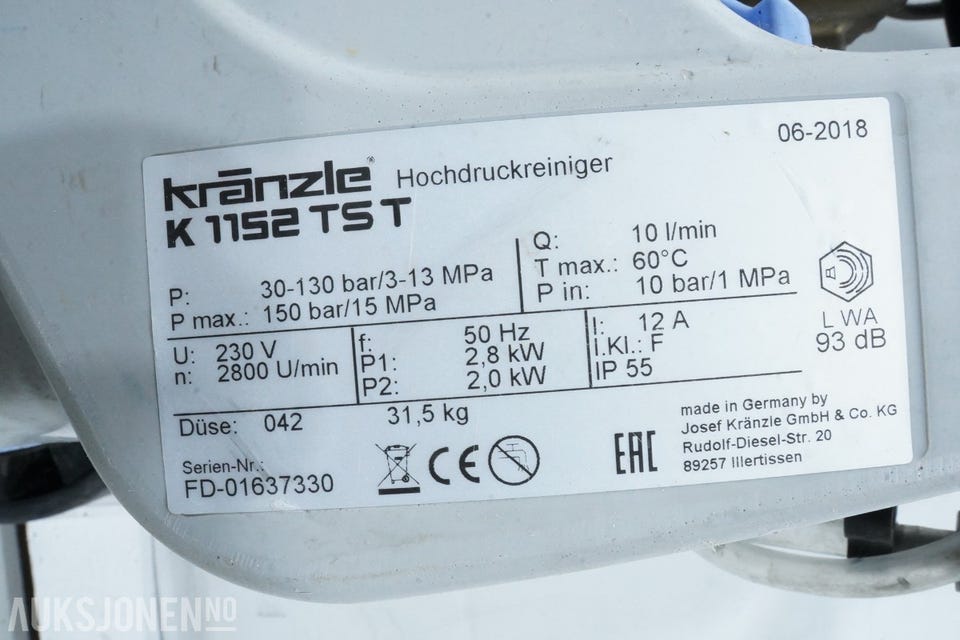 06-2018
kränzle® Hochdruckreiniger
K 1152 TS T
P: 30-130 bar/3-13 MPa
P max.: 150 bar/15 MPa
Q: 10 l/min
T max.: 60°C
P in: 10 bar/1 MPa
L WA
93 dB
U: 230 V
n: 2800 U/min
f: 50 Hz
P1: 2,8 kW
P2: 2,0 kW
I: 12 A
I.Kl.: F
IP 55
Düse: 042 31,5 kg
Serien-Nr.:
FD-01637330
CE
EAC
made in Germany by
Josef Kränzle GmbH & Co. KG
Rudolf-Diesel-Str. 20
89257 Illertissen
AUKSJONEN.NO